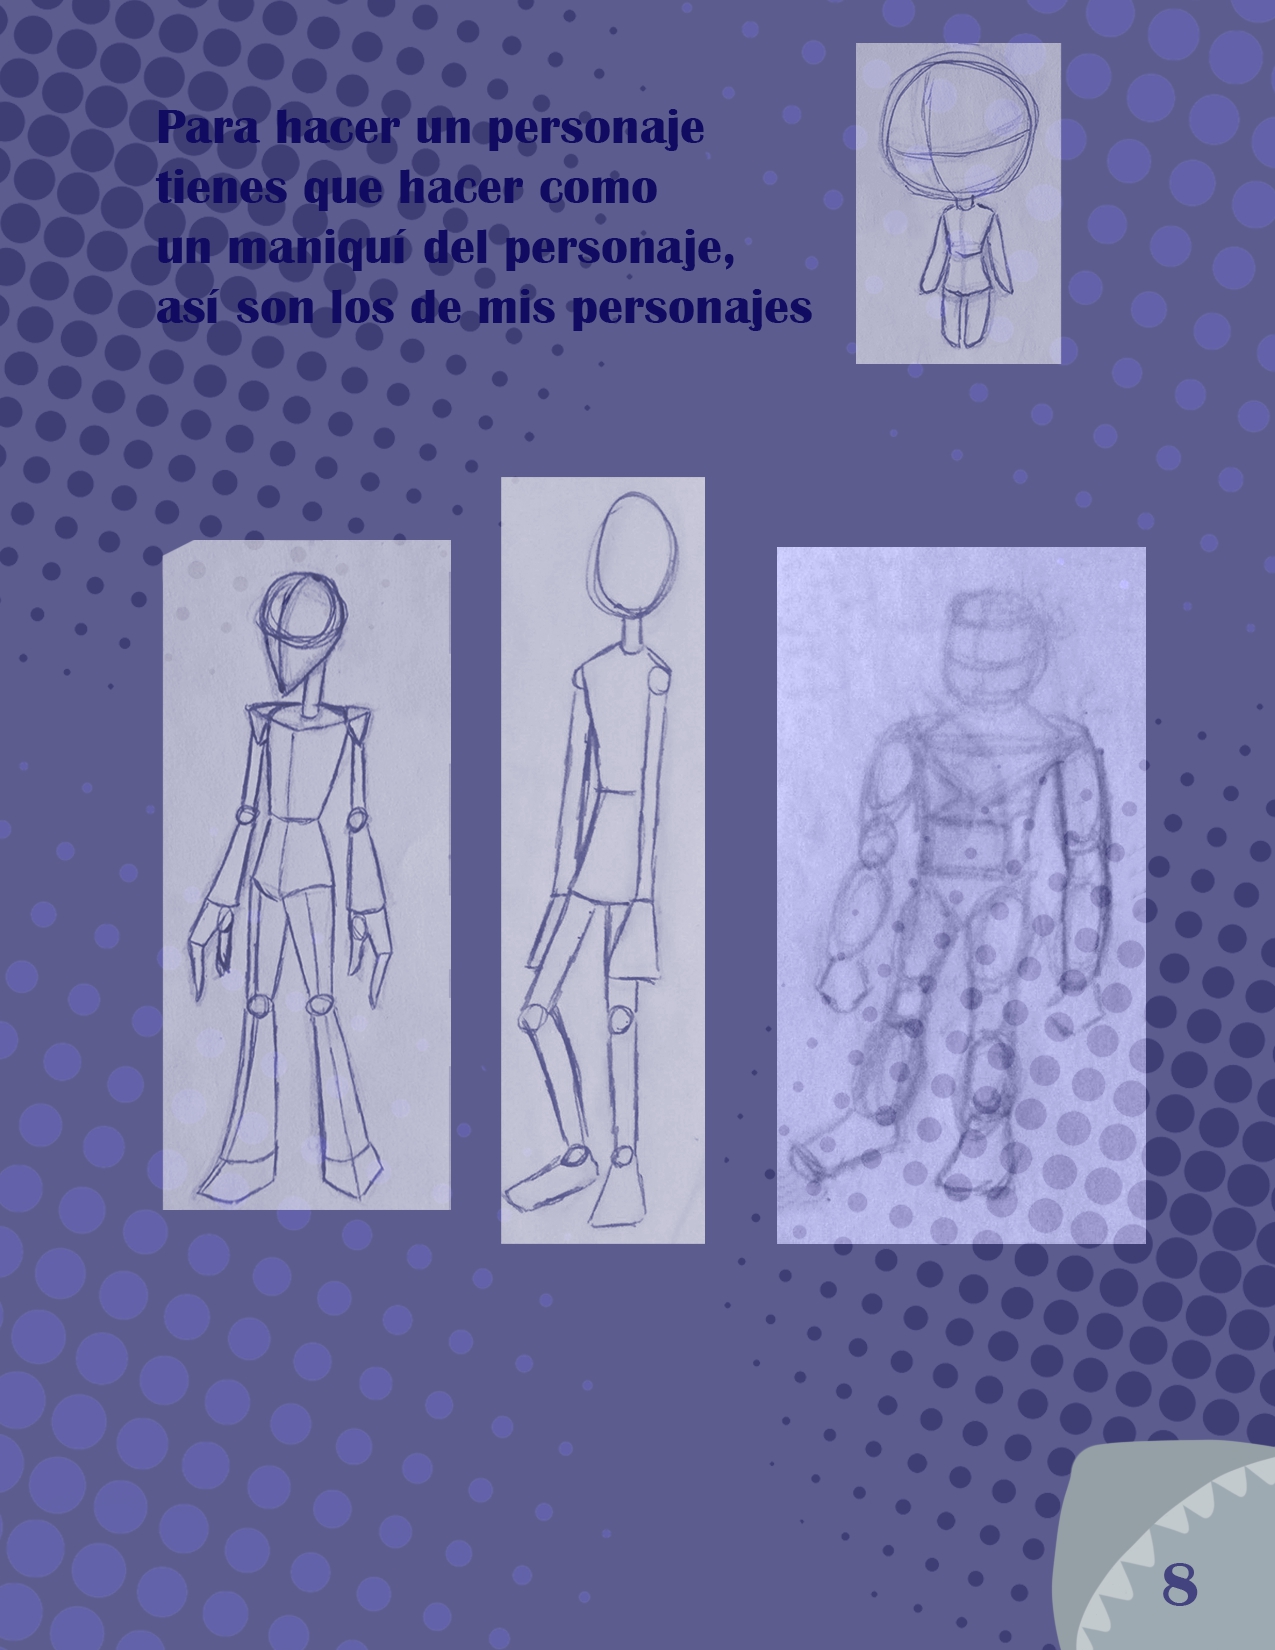 Para hacer un personaje
tienes que hacer como
un maniquí del personaje,
así son los de mis personajes
8